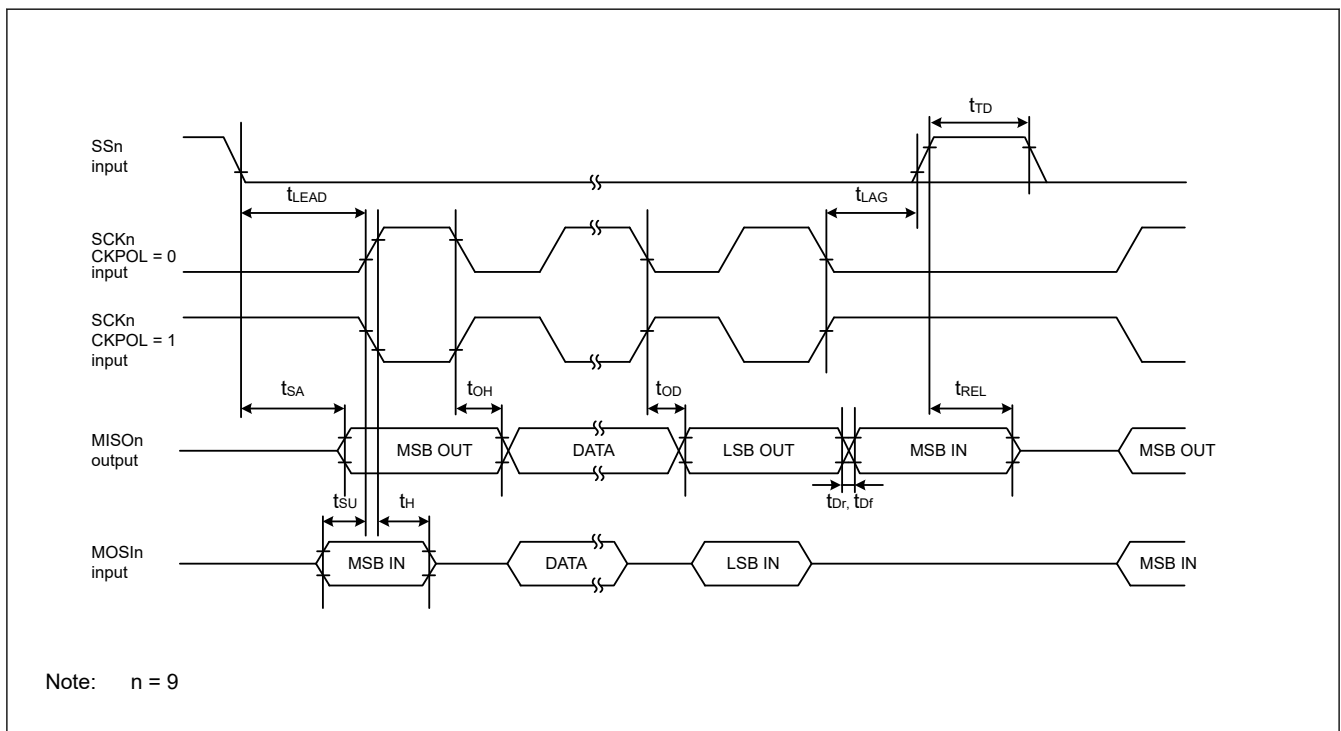 tTD
SSn
input
tLEAD
tLAG
SCKn
CKPOL = 0
input
SCKn
CKPOL = 1
input
tSA
tOH
tOD
tREL
MISOn
output
MSB OUT
DATA
LSB OUT
MSB IN
MSB OUT
tSU
tH
tDr, tDf
MOSIn
input
MSB IN
DATA
LSB IN
MSB IN
Note: n = 9